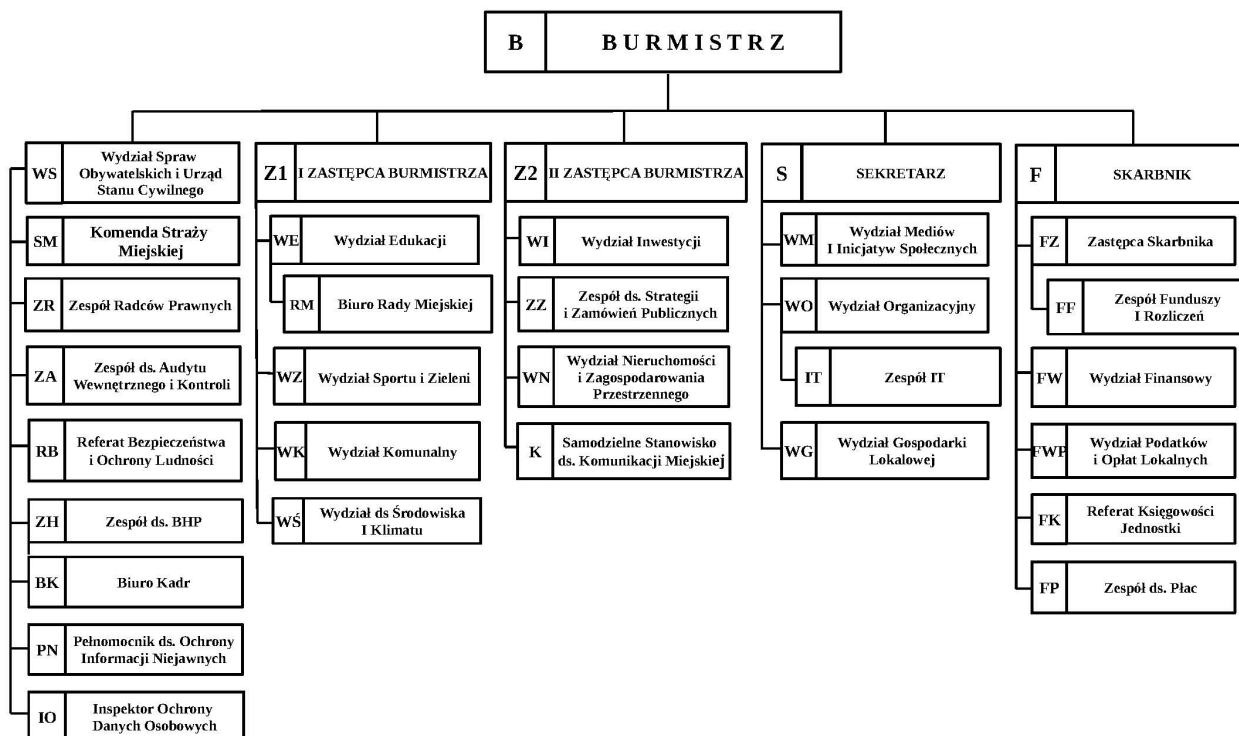 B BURMISTRZ
WS
Wydział Spraw
Obywatelskich i Urząd
Stanu Cywilnego
SM
Komenda Straży
Miejskiej
ZR Zespół Radców Prawnych
ZA
Zespół ds. Audytu
Wewnętrznego i Kontroli
RB
Referat Bezpieczeństwa
i Ochrony Ludności
ZH Zespół ds. BHP
BK Biuro Kadr
PN
Pełnomocnik ds. Ochrony
Informacji Niejawnych
IO
Inspektor Ochrony
Danych Osobowych
Z1 I ZASTĘPCA BURMISTRZA
WE Wydział Edukacji
RM Biuro Rady Miejskiej
WZ Wydział Sportu i Zieleni
WK Wydział Komunalny
WŚ
Wydział ds Środowiska
I Klimatu
Z2 II ZASTĘPCA BURMISTRZA
WI Wydział Inwestycji
ZZ
Zespół ds. Strategii
i Zamówień Publicznych
WN
Wydział Nieruchomości
i Zagospodarowania
Przestrzennego
K
Samodzielne Stanowisko
ds. Komunikacji Miejskiej
S SEKRETARZ
WM
Wydział Mediów
I Inicjatyw Społecznych
WO Wydział Organizacyjny
IT Zespół IT
WG
Wydział Gospodarki
Lokalowej
F SKARBNIK
FZ Zastępca Skarbnika
FF
Zespół Funduszy
I Rozliczeń
FW Wydział Finansowy
FWP
Wydział Podatków
i Opłat Lokalnych
FK
Referat Księgowości
Jednostki
FP Zespół ds. Płac